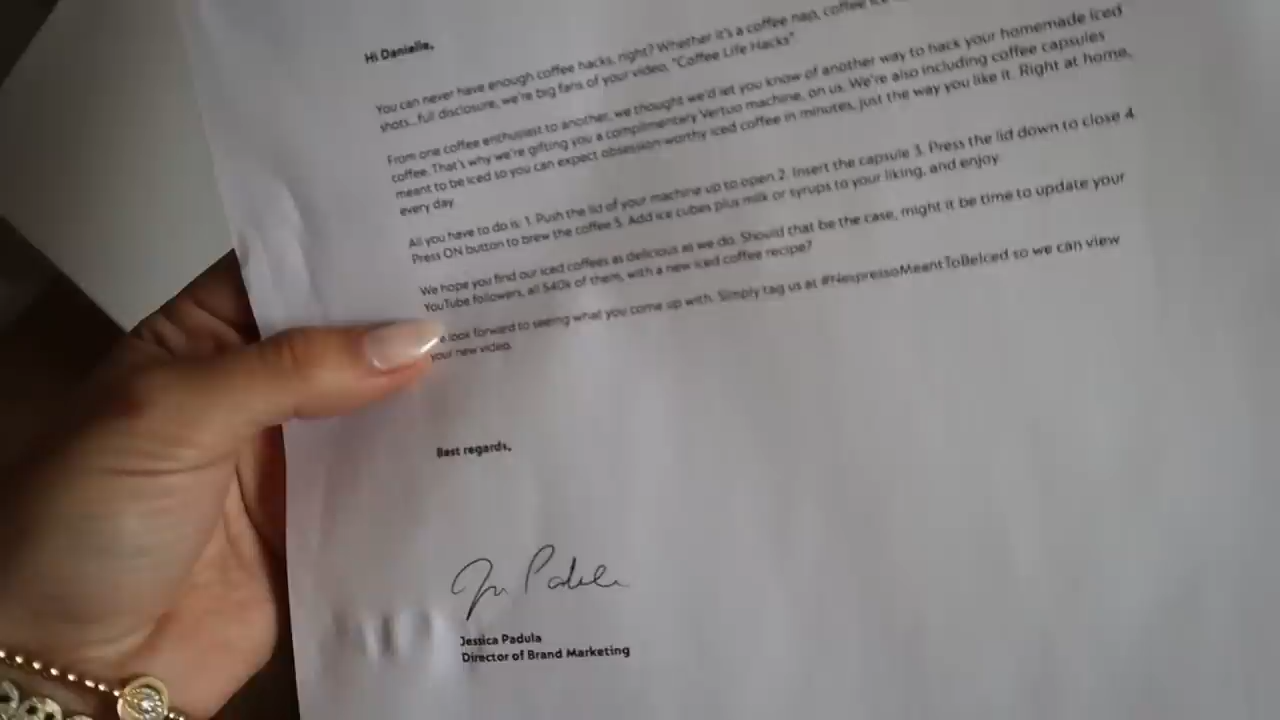 Hi Danielle,
You can never have enough coffee hacks, right? Whether it's a coffee nap, coffee ice
shots...full disclosure, we're big fans of your video, "Coffee Life Hacks"
From one coffee enthusiast to another, we thought we'd let you know of another way to hack your homemade iced
coffee. That's why we're gifting you a complimentary Vertuo machine, on us. We're also including coffee capsules
meant to be iced so you can expect obsession-worthy iced coffee in minutes, just the way you like it. Right at home,
every day.
All you have to do is: 1. Push the lid of your machine up to open 2. Insert the capsule 3. Press the lid down to close 4.
Press ON button to brew the coffee 5. Add ice cubes plus milk or syrups to your liking, and enjoy
We hope you find our iced coffees as delicious as we do. Should that be the case, might it be time to update your
YouTube followers, all 540k of them, with a new iced coffee recipe?
look forward to seeing what you come up with. Simply tag us at #NespressoMeantToBeIced so we can view
your new video.
Best regards,
Jessica Padula
Director of Brand Marketing